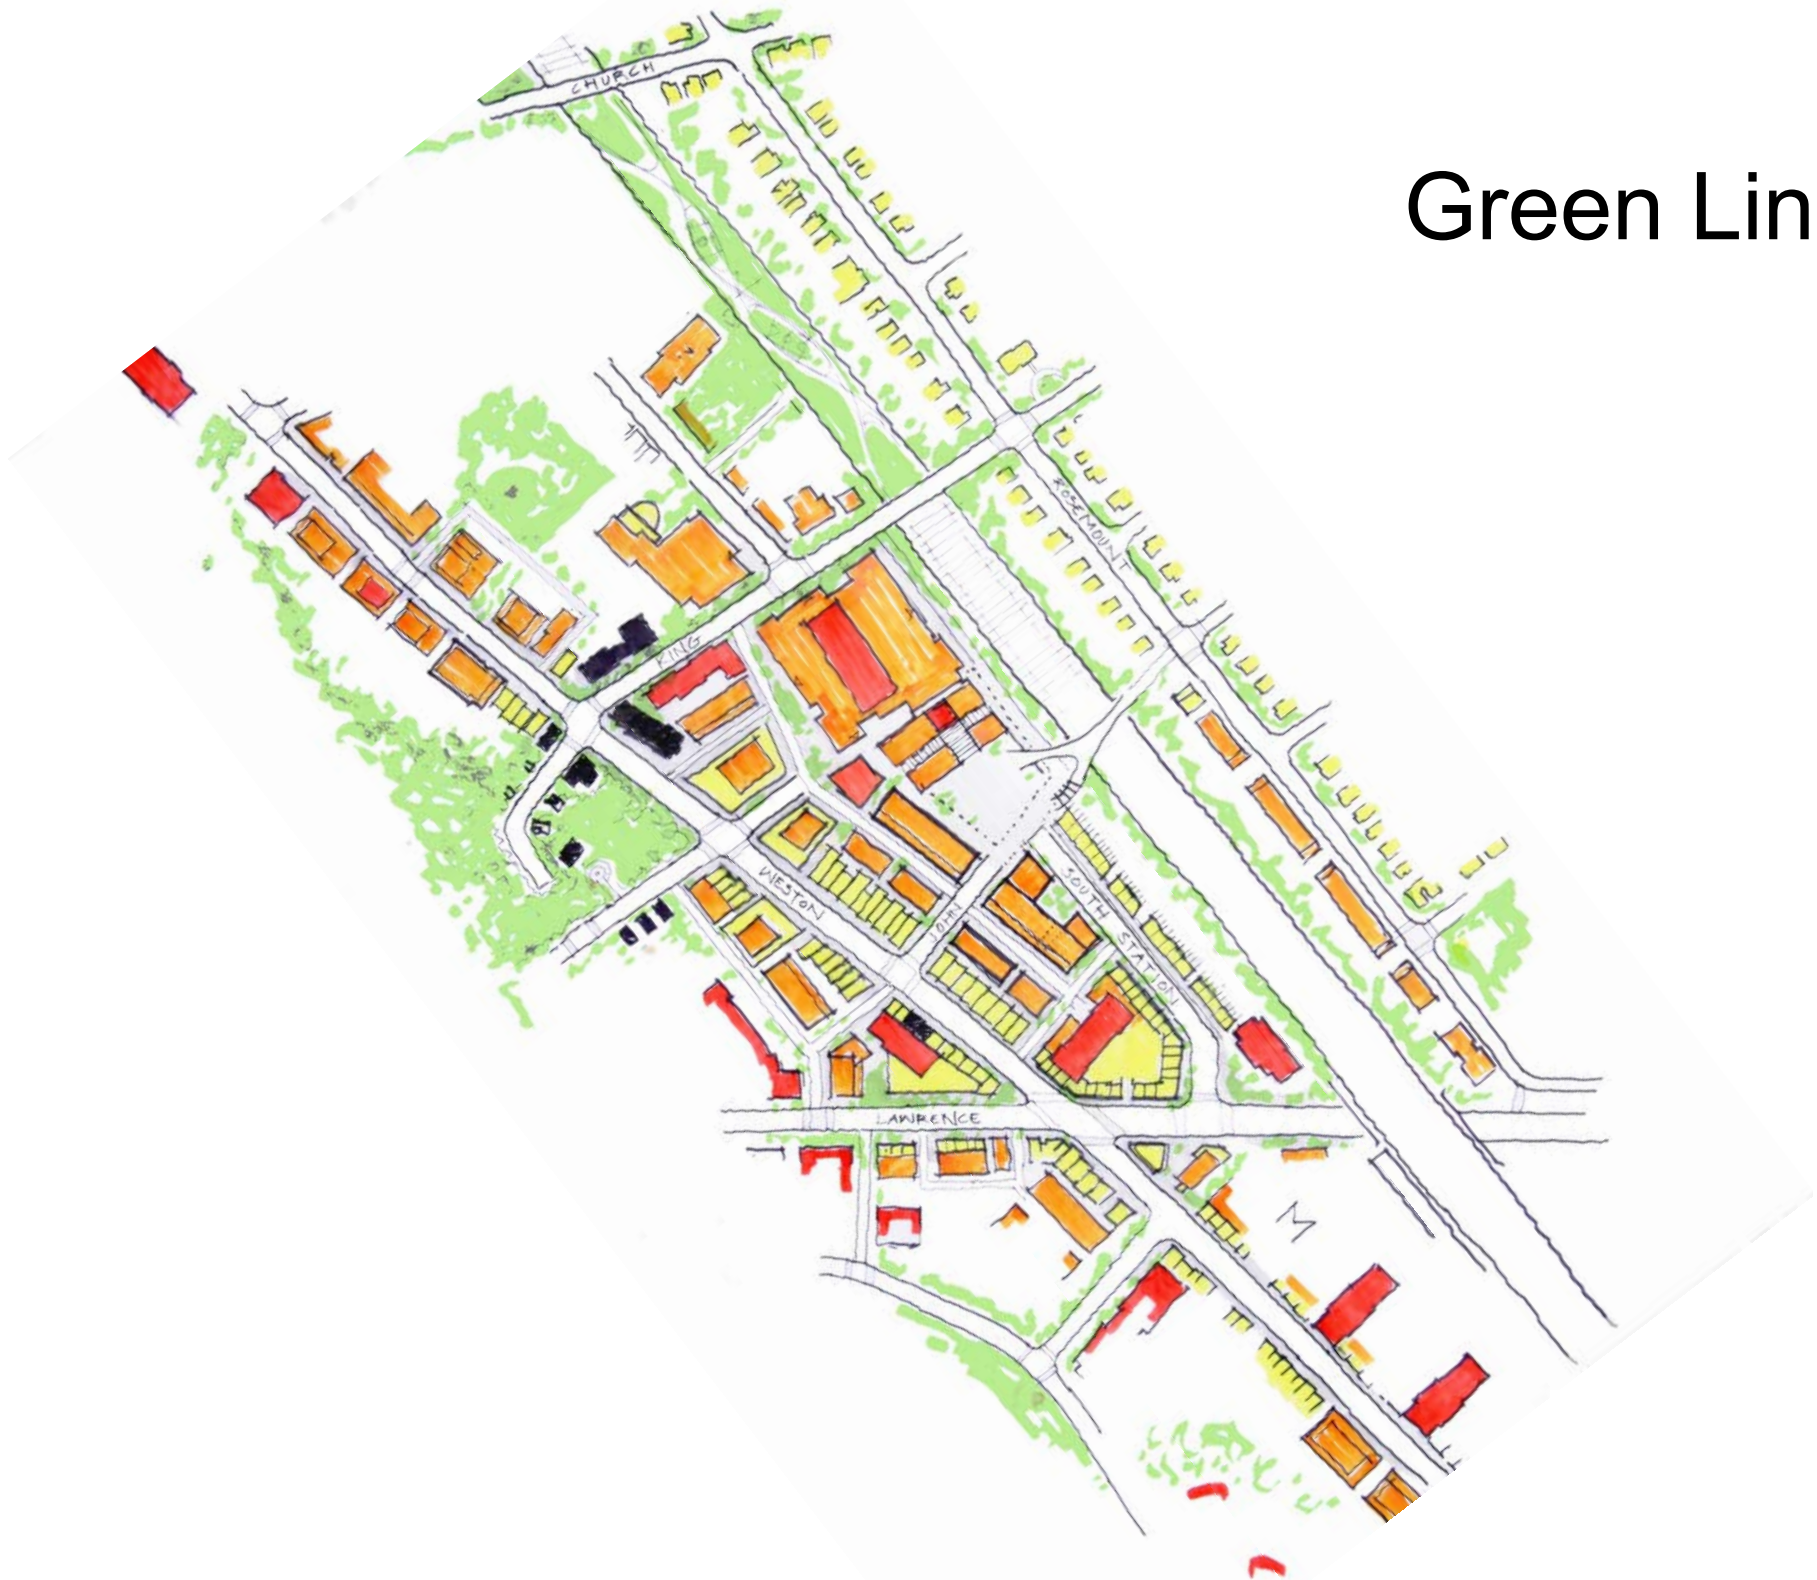 CHURCH
Green Lin
ROSEMOUNT
KING
WESTON
JOHN
SOUTH STATION
LAWRENCE
M